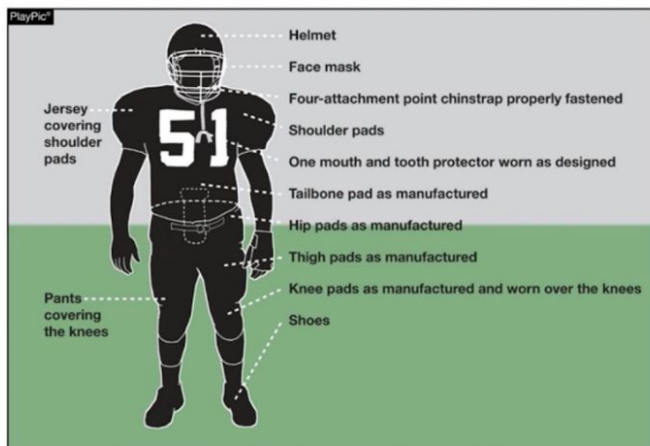 PlayPic®
Helmet
Face mask
Four-attachment point chinstrap properly fastened
Jersey
covering
shoulder
pads
Shoulder pads
51
One mouth and tooth protector worn as designed
Tailbone pad as manufactured
Hip pads as manufactured
Thigh pads as manufactured
Knee pads as manufactured and worn over the knees
Pants
covering
the knees
Shoes